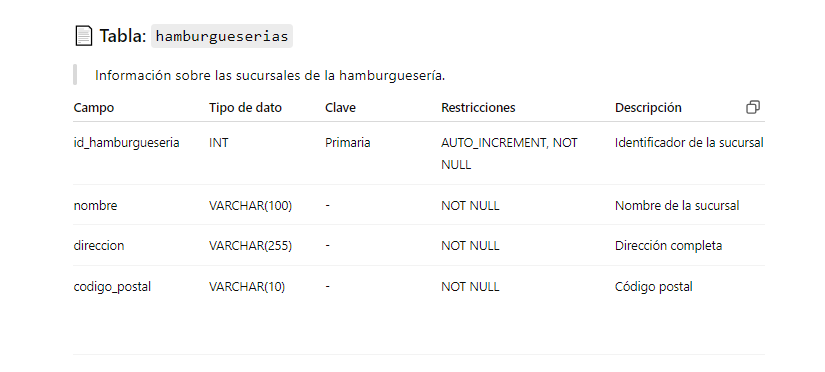 Tabla: hamburgueserias
Información sobre las sucursales de la hamburguesería.
Campo Tipo de dato Clave Restricciones Descripción
id_hamburgueseria INT Primaria AUTO_INCREMENT, NOT NULL Identificador de la sucursal
nombre VARCHAR(100) - NOT NULL Nombre de la sucursal
direccion VARCHAR(255) - NOT NULL Dirección completa
codigo_postal VARCHAR(10) - NOT NULL Código postal